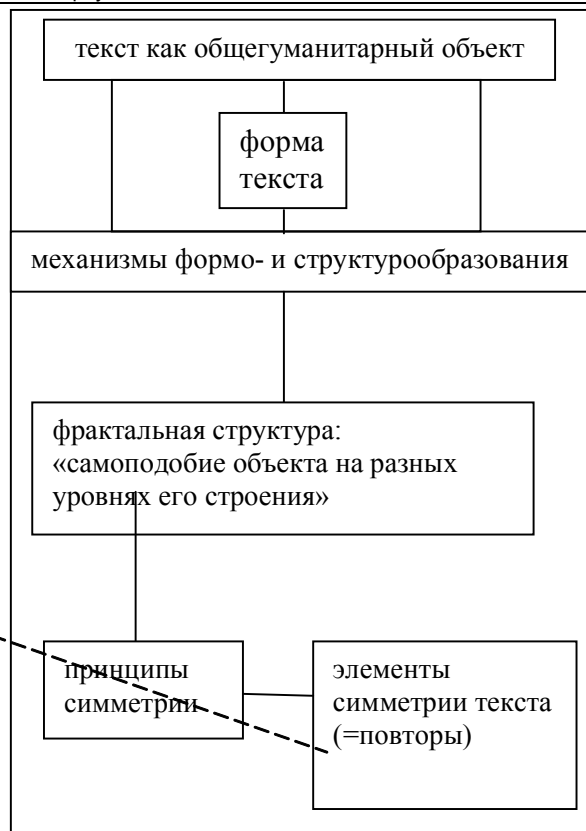 текст как общегуманитарный объект
форма
текста
механизмы формо- и структурообразования
фрактальная структура:
«самоподобие объекта на разных
уровнях его строения»
принципы
симметрии
элементы
симметрии текста
(=повторы)